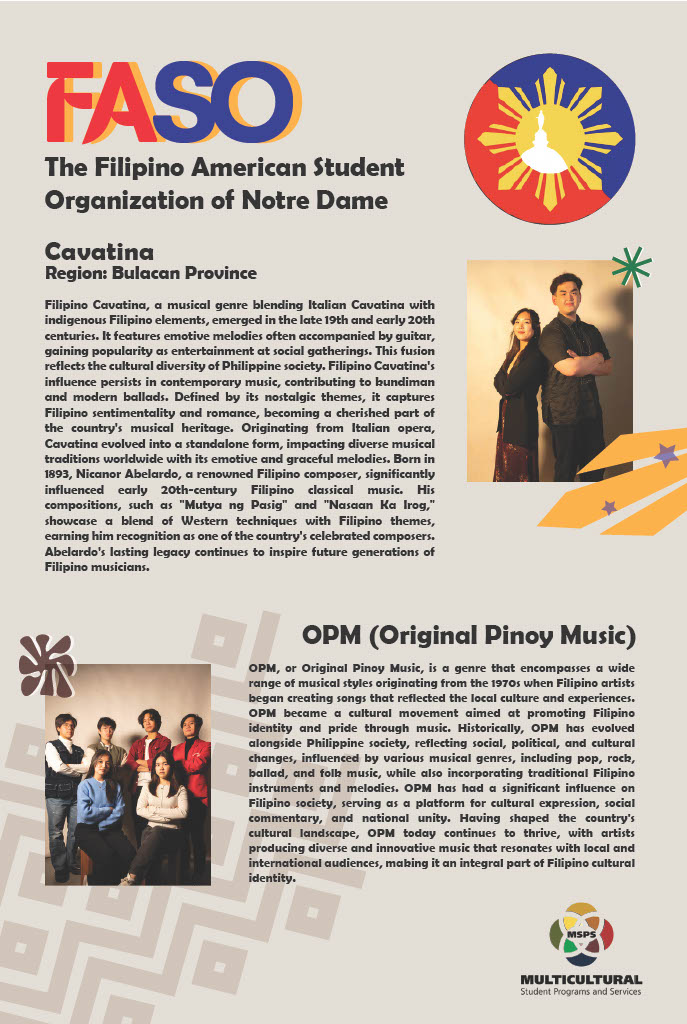 FASO
The Filipino American Student
Organization of Notre Dame
Cavatina
Region: Bulacan Province
Filipino Cavatina, a musical genre blending Italian Cavatina with
indigenous Filipino elements, emerged in the late 19th and early 20th
centuries. It features emotive melodies often accompanied by guitar,
gaining popularity as entertainment at social gatherings. This fusion
reflects the cultural diversity of Philippine society. Filipino Cavatina's
influence persists in contemporary music, contributing to kundiman
and modern ballads. Defined by its nostalgic themes, it captures
Filipino sentimentality and romance, becoming a cherished part of
the country's musical heritage. Originating from Italian opera,
Cavatina evolved into a standalone form, impacting diverse musical
traditions worldwide with its emotive and graceful melodies. Born in
1893, Nicanor Abelardo, a renowned Filipino composer, significantly
influenced early 20th-century Filipino classical music. His
compositions, such as "Mutya ng Pasig" and "Nasaan Ka Irog,"
showcase a blend of Western techniques with Filipino themes,
earning him recognition as one of the country's celebrated composers.
Abelardo's lasting legacy continues to inspire future generations of
Filipino musicians.
OPM (Original Pinoy Music)
OPM, or Original Pinoy Music, is a genre that encompasses a wide
range of musical styles originating from the 1970s when Filipino artists
began creating songs that reflected the local culture and experiences.
OPM became a cultural movement aimed at promoting Filipino
identity and pride through music. Historically, OPM has evolved
alongside Philippine society, reflecting social, political, and cultural
changes, influenced by various musical genres, including pop, rock,
ballad, and folk music, while also incorporating traditional Filipino
instruments and melodies. OPM has had a significant influence on
Filipino society, serving as a platform for cultural expression, social
commentary, and national unity. Having shaped the country's
cultural landscape, OPM today continues to thrive, with artists
producing diverse and innovative music that resonates with local and
international audiences, making it an integral part of Filipino cultural
identity.
MSPS
MULTICULTURAL
Student Programs and Services